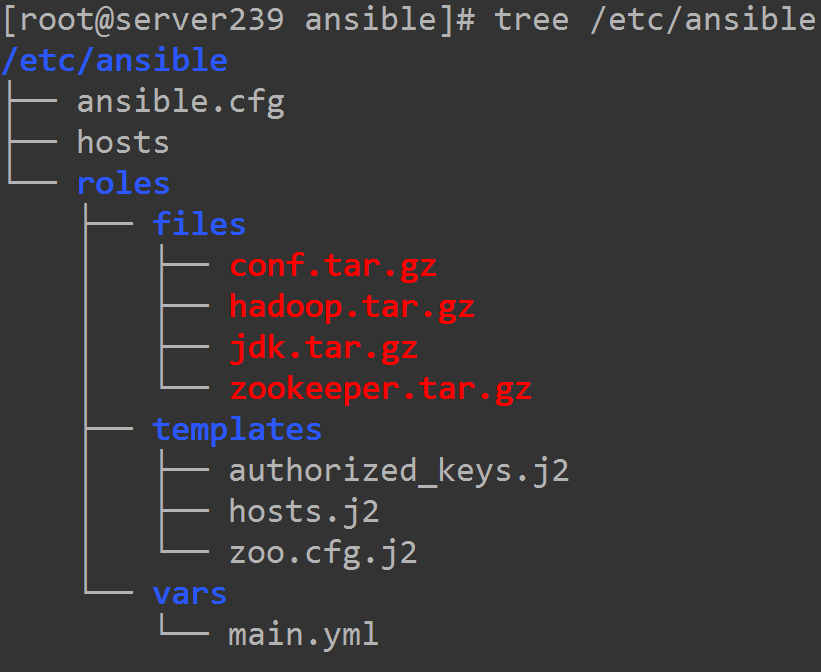 [root@server239 ansible]# tree /etc/ansible
/etc/ansible
├── ansible.cfg
├── hosts
└── roles
    ├── files
    │   ├── conf.tar.gz
    │   ├── hadoop.tar.gz
    │   ├── jdk.tar.gz
    │   └── zookeeper.tar.gz
    ├── templates
    │   ├── authorized_keys.j2
    │   ├── hosts.j2
    │   └── zoo.cfg.j2
    └── vars
        └── main.yml